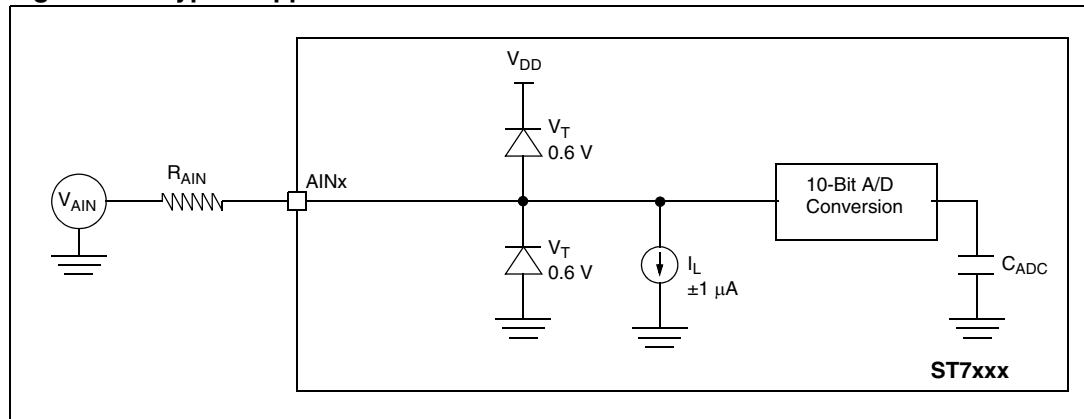 V_DD
V_T
0.6 V
R_AIN
AINx
V_AIN
10-Bit A/D
Conversion
V_T
0.6 V
I_L
±1 µA
C_ADC
ST7xxx